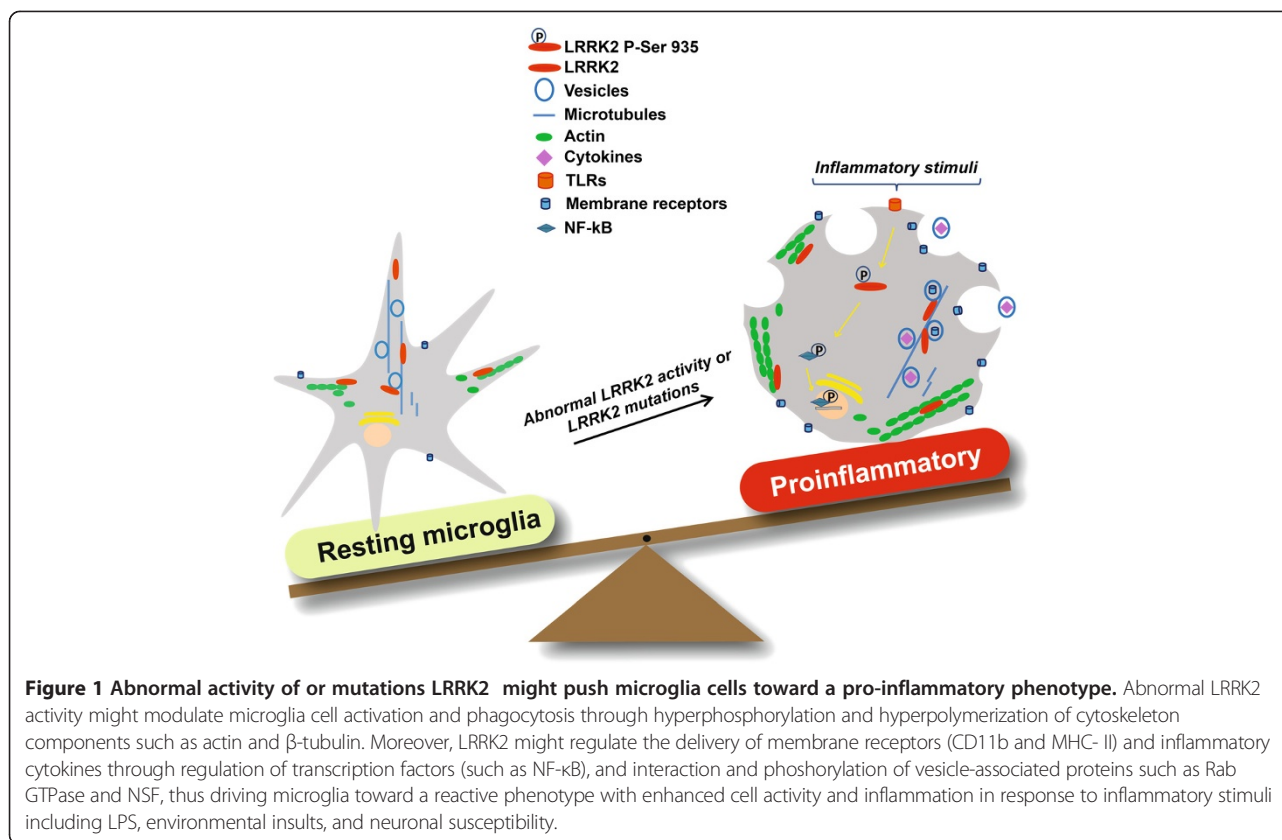 P
LRRK2 P-Ser 935
LRRK2
Vesicles
Microtubules
Actin
Cytokines
TLRs
Membrane receptors
NF-kB
Inflammatory stimuli
P
P
P
Abnormal LRRK2 activity or
LRRK2 mutations
Resting microglia
Proinflammatory
Figure 1 Abnormal activity of or mutations LRRK2 might push microglia cells toward a pro-inflammatory phenotype. Abnormal LRRK2
activity might modulate microglia cell activation and phagocytosis through hyperphosphorylation and hyperpolymerization of cytoskeleton
components such as actin and β-tubulin. Moreover, LRRK2 might regulate the delivery of membrane receptors (CD11b and MHC- II) and inflammatory
cytokines through regulation of transcription factors (such as NF-κB), and interaction and phoshorylation of vesicle-associated proteins such as Rab
GTPase and NSF, thus driving microglia toward a reactive phenotype with enhanced cell activity and inflammation in response to inflammatory stimuli
including LPS, environmental insults, and neuronal susceptibility.